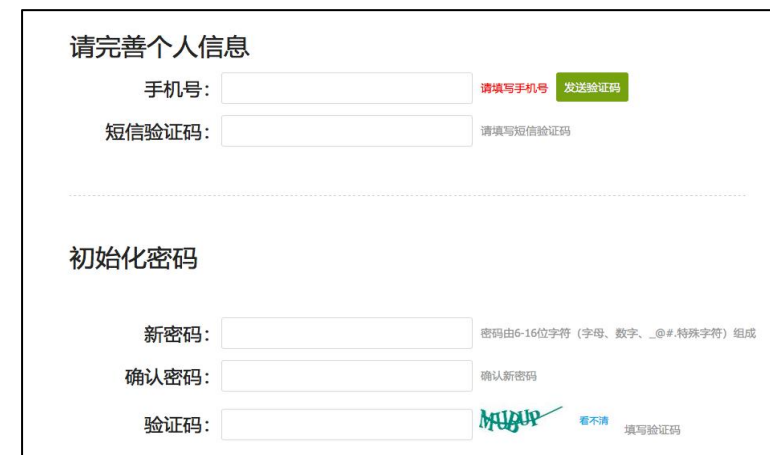 请完善个人信息
手机号： 请填写手机号 发送验证码
短信验证码： 请填写短信验证码
初始化密码
新密码： 密码由6-16位字符（字母、数字、_@#.特殊字符）组成
确认密码： 确认新密码
验证码： MUBUP 看不清 填写验证码